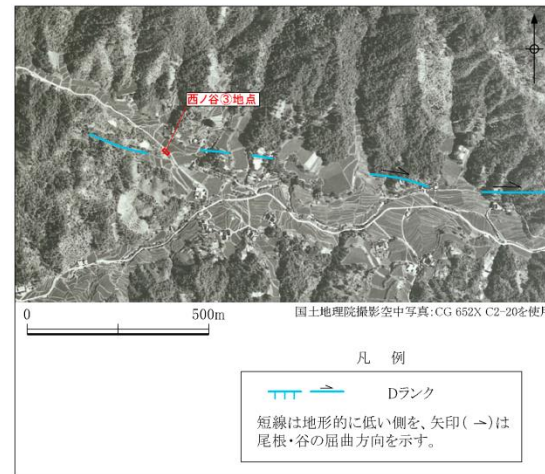 西ノ谷③地点
0
500m
国土地理院撮影空中写真:CG 652X C2-20を使用
凡 例
Dランク
短線は地形的に低い側を、矢印(→)は
尾根・谷の屈曲方向を示す。